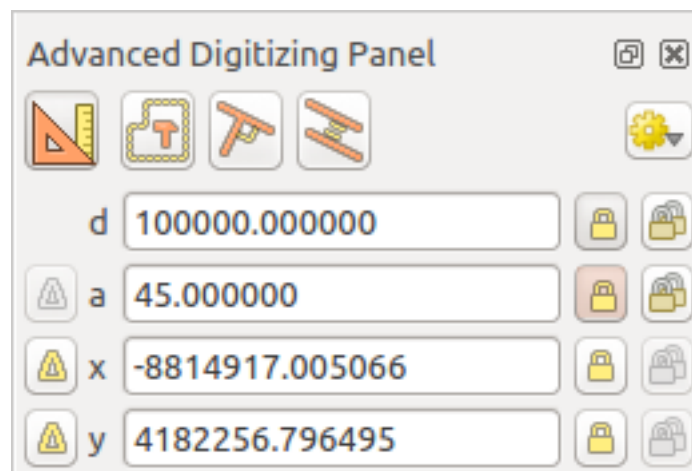 Advanced Digitizing Panel
d 100000.000000
a 45.000000
x -8814917.005066
y 4182256.796495